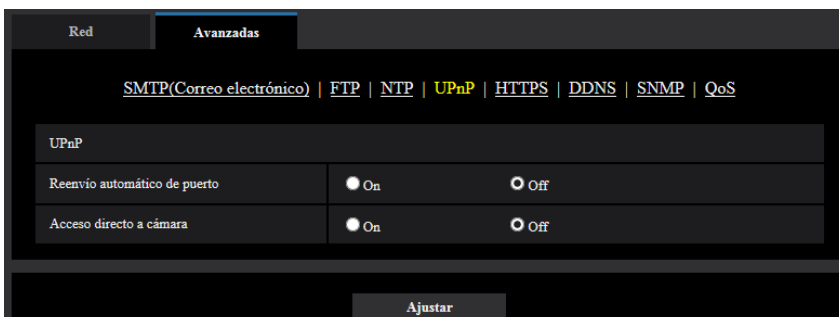 Red Avanzadas
SMTP(Correo electrónico) | FTP | NTP | UPnP | HTTPS | DDNS | SNMP | QoS
UPnP
Reenvío automático de puerto On Off
Acceso directo a cámara On Off
Ajustar